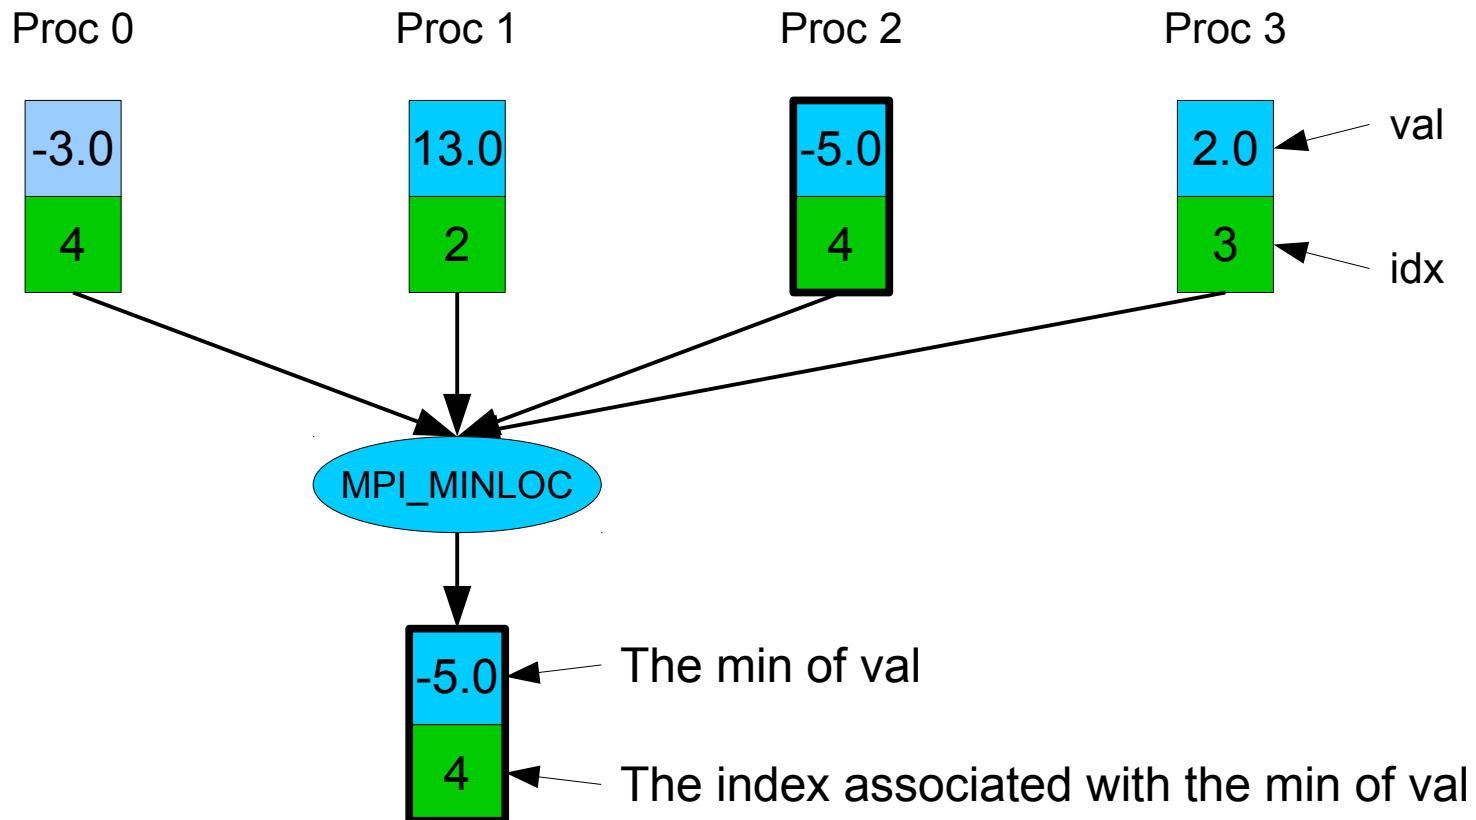 Proc 0 Proc 1 Proc 2 Proc 3
-3.0 13.0 -5.0 2.0 val
4 2 4 3 idx
MPI_MINLOC
-5.0 The min of val
4 The index associated with the min of val